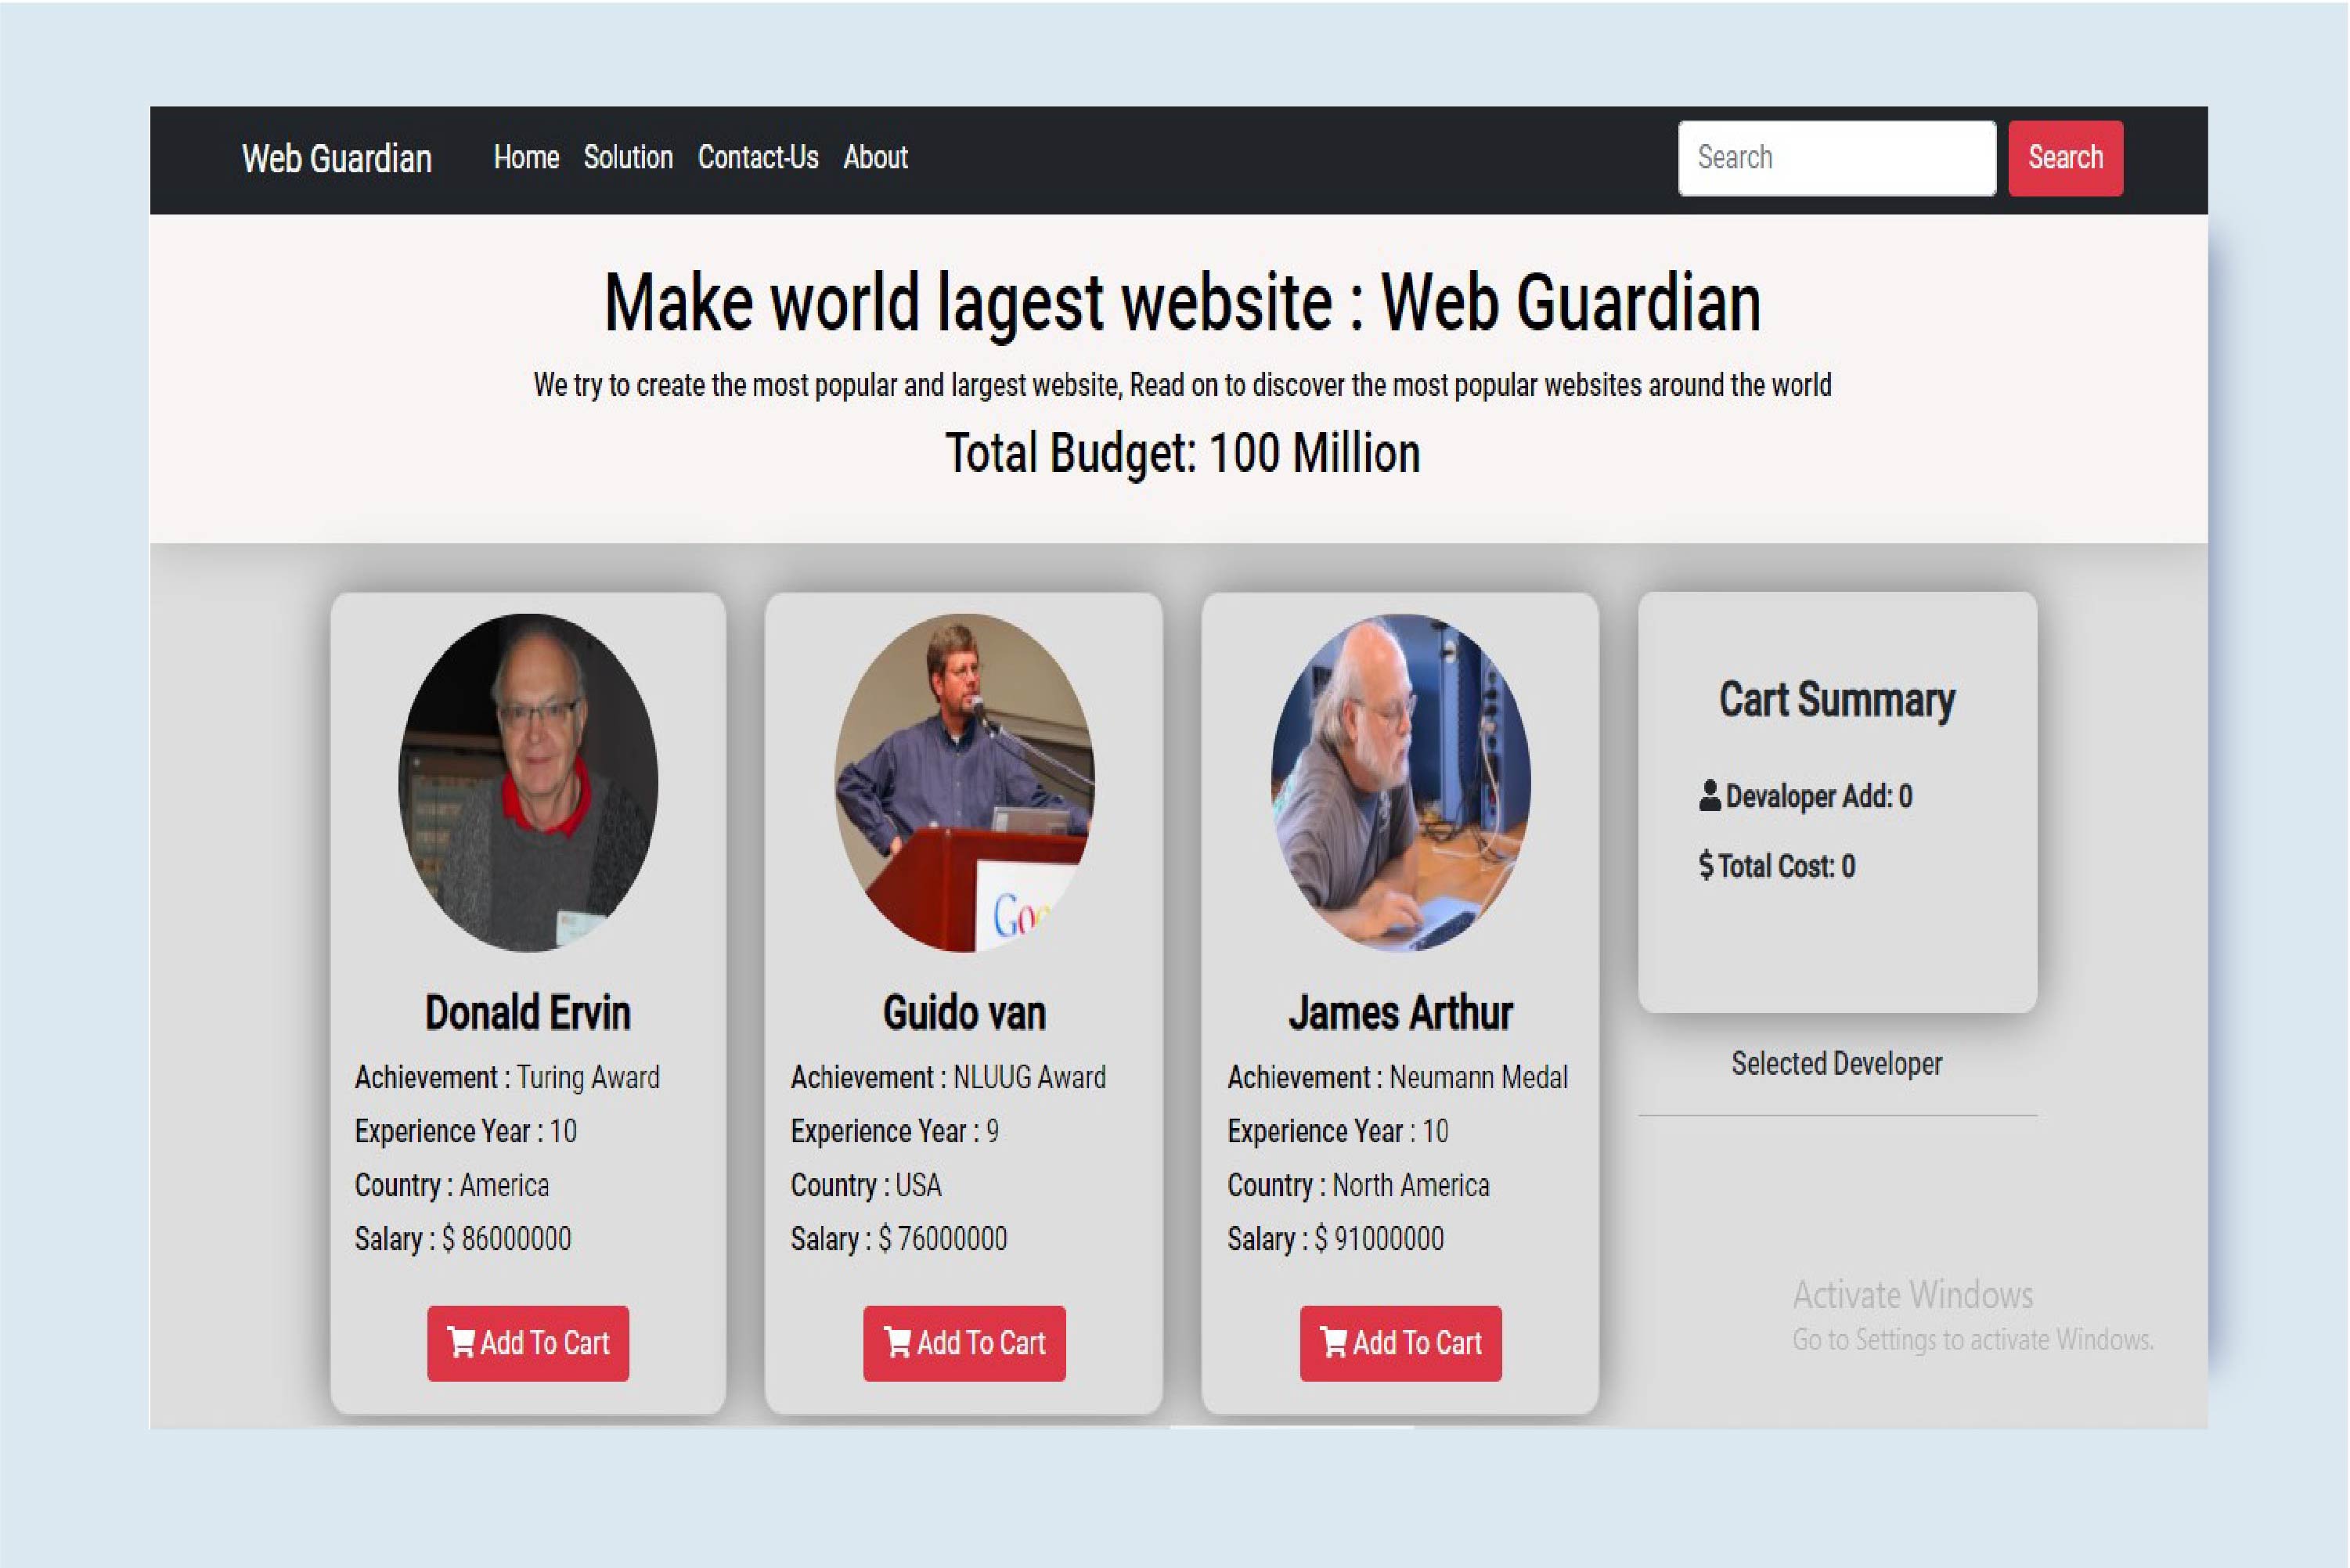 Web Guardian Home Solution Contact-Us About Search Search
Make world lagest website : Web Guardian
We try to create the most popular and largest website, Read on to discover the most popular websites around the world
Total Budget: 100 Million
Donald Ervin
Achievement : Turing Award
Experience Year : 10
Country : America
Salary : $ 86000000
Add To Cart
Goo
Guido van
Achievement : NLUUG Award
Experience Year : 9
Country : USA
Salary : $ 76000000
Add To Cart
James Arthur
Achievement : Neumann Medal
Experience Year : 10
Country : North America
Salary : $ 91000000
Add To Cart
Cart Summary
Devaloper Add: 0
$ Total Cost: 0
Selected Developer
Activate Windows
Go to Settings to activate Windows.